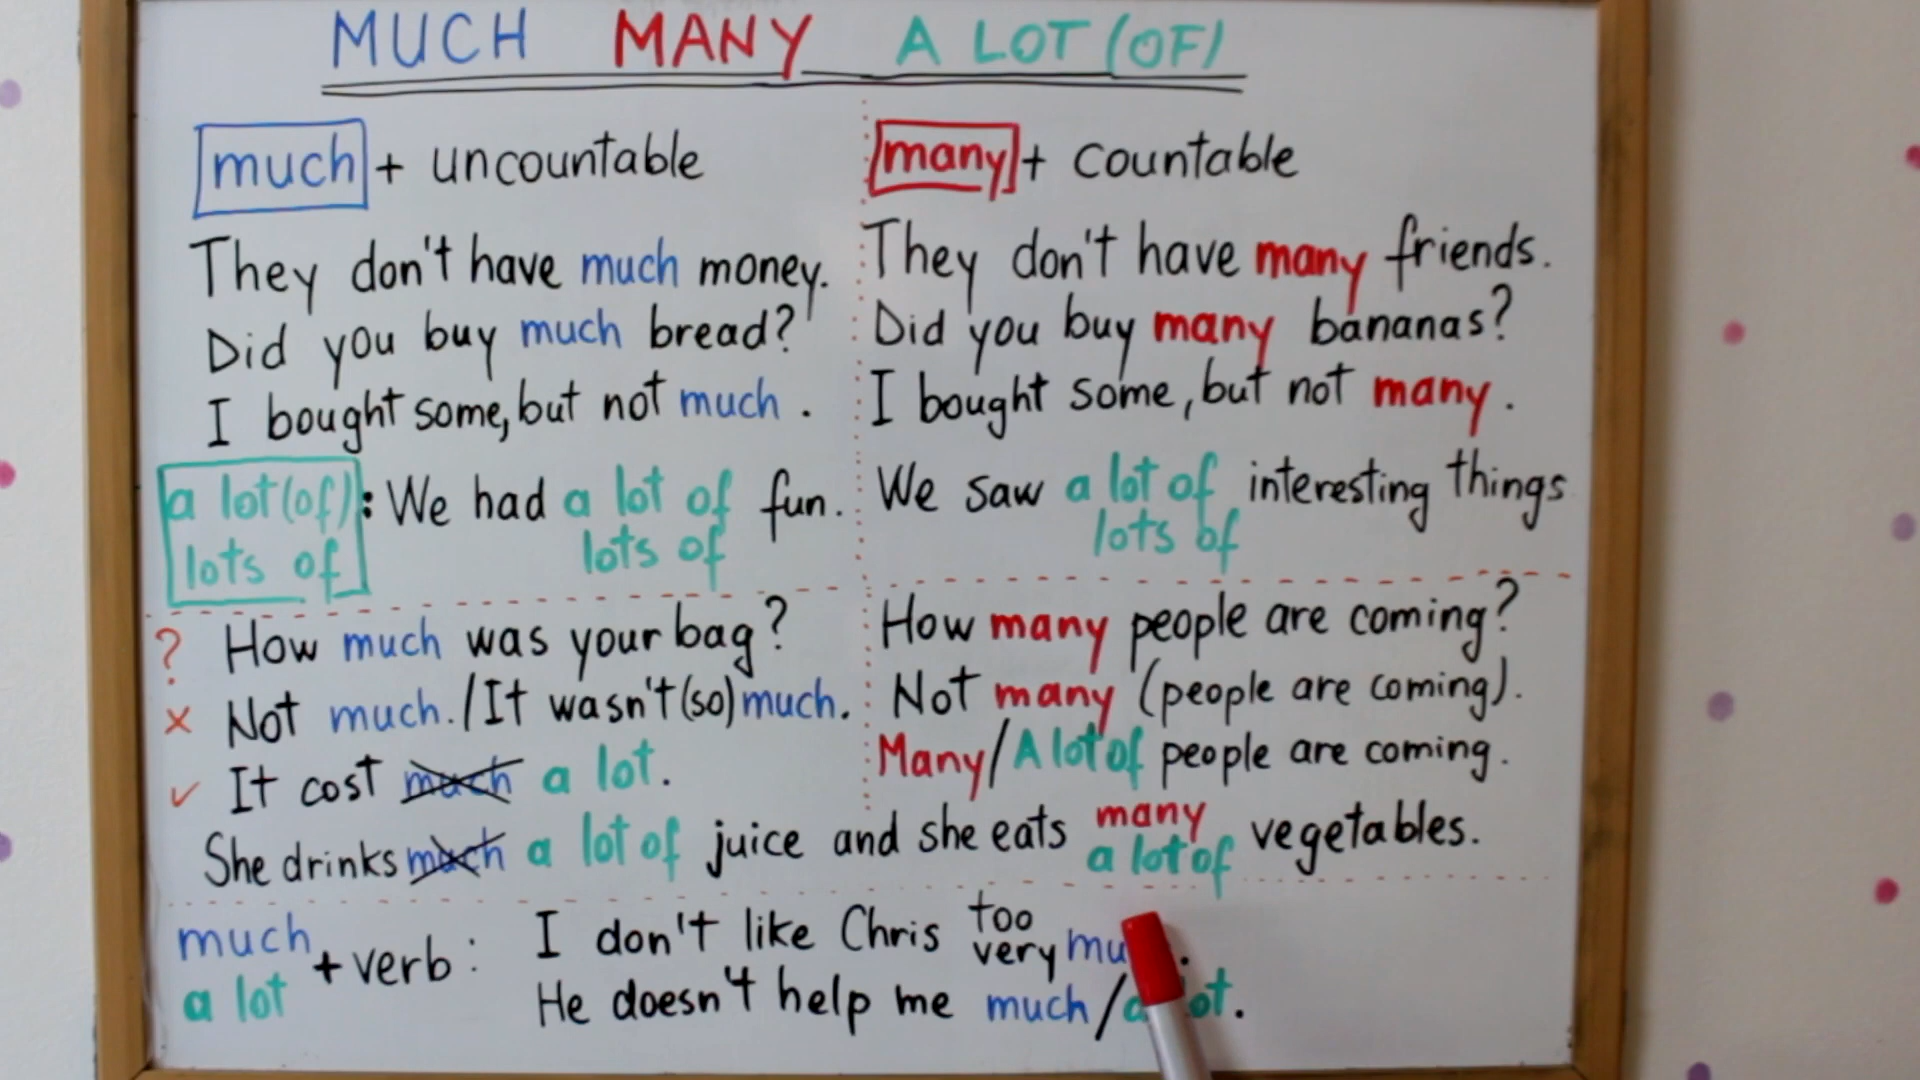 MUCH MANY A LOT (OF)
much + uncountable
They don't have much money.
Did you buy much bread?
I bought some, but not much.
many + countable
They don't have many friends.
Did you buy many bananas?
I bought some, but not many.
a lot (of)
lots of
: We had a lot of fun.
lots of
We saw a lot of interesting things
lots of
? How much was your bag?
x Not much. / It wasn't (so) much.
✓ It cost much a lot.
How many people are coming?
Not many (people are coming).
Many / A lot of people are coming.
She drinks much a lot of juice and she eats many vegetables.
a lot of
much
a lot
+ verb:
I don't like Chris too
very
He doesn't help me much /